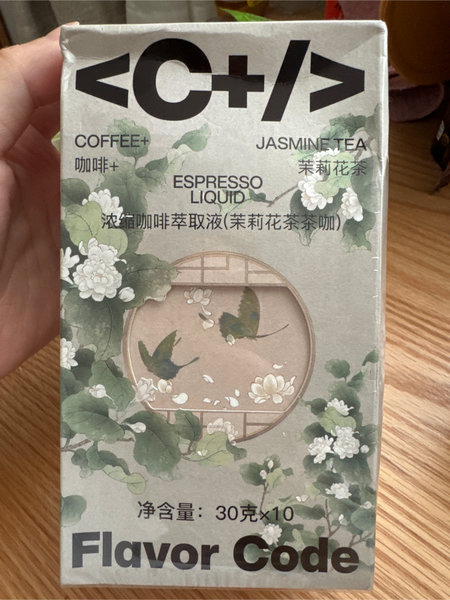 <C+/>
COFFEE+ JASMINE TEA
咖啡+ 茉莉花茶
ESPRESSO
LIQUID
浓缩咖啡萃取液(茉莉花茶茶咖)
净含量：30克×10
Flavor Code